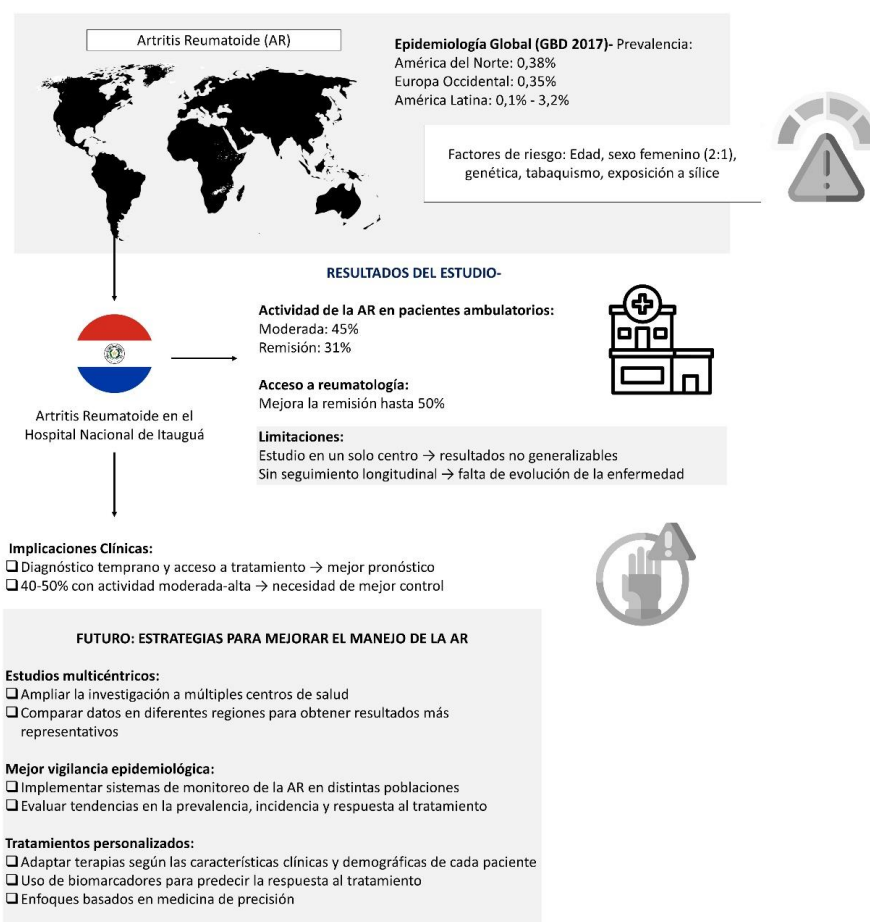 Artritis Reumatoide (AR)
Epidemiología Global (GBD 2017)- Prevalencia:
América del Norte: 0,38%
Europa Occidental: 0,35%
América Latina: 0,1% - 3,2%
Factores de riesgo: Edad, sexo femenino (2:1),
genética, tabaquismo, exposición a sílice
RESULTADOS DEL ESTUDIO-
Actividad de la AR en pacientes ambulatorios:
Moderada: 45%
Remisión: 31%
Acceso a reumatología:
Mejora la remisión hasta 50%
Artritis Reumatoide en el
Hospital Nacional de Itauguá
Limitaciones:
Estudio en un solo centro → resultados no generalizables
Sin seguimiento longitudinal → falta de evolución de la enfermedad
Implicaciones Clínicas:
❑ Diagnóstico temprano y acceso a tratamiento → mejor pronóstico
❑ 40-50% con actividad moderada-alta → necesidad de mejor control
FUTURO: ESTRATEGIAS PARA MEJORAR EL MANEJO DE LA AR
Estudios multicéntricos:
❑ Ampliar la investigación a múltiples centros de salud
❑ Comparar datos en diferentes regiones para obtener resultados más
representativos
Mejor vigilancia epidemiológica:
❑ Implementar sistemas de monitoreo de la AR en distintas poblaciones
❑ Evaluar tendencias en la prevalencia, incidencia y respuesta al tratamiento
Tratamientos personalizados:
❑ Adaptar terapias según las características clínicas y demográficas de cada paciente
❑ Uso de biomarcadores para predecir la respuesta al tratamiento
❑ Enfoques basados en medicina de precisión